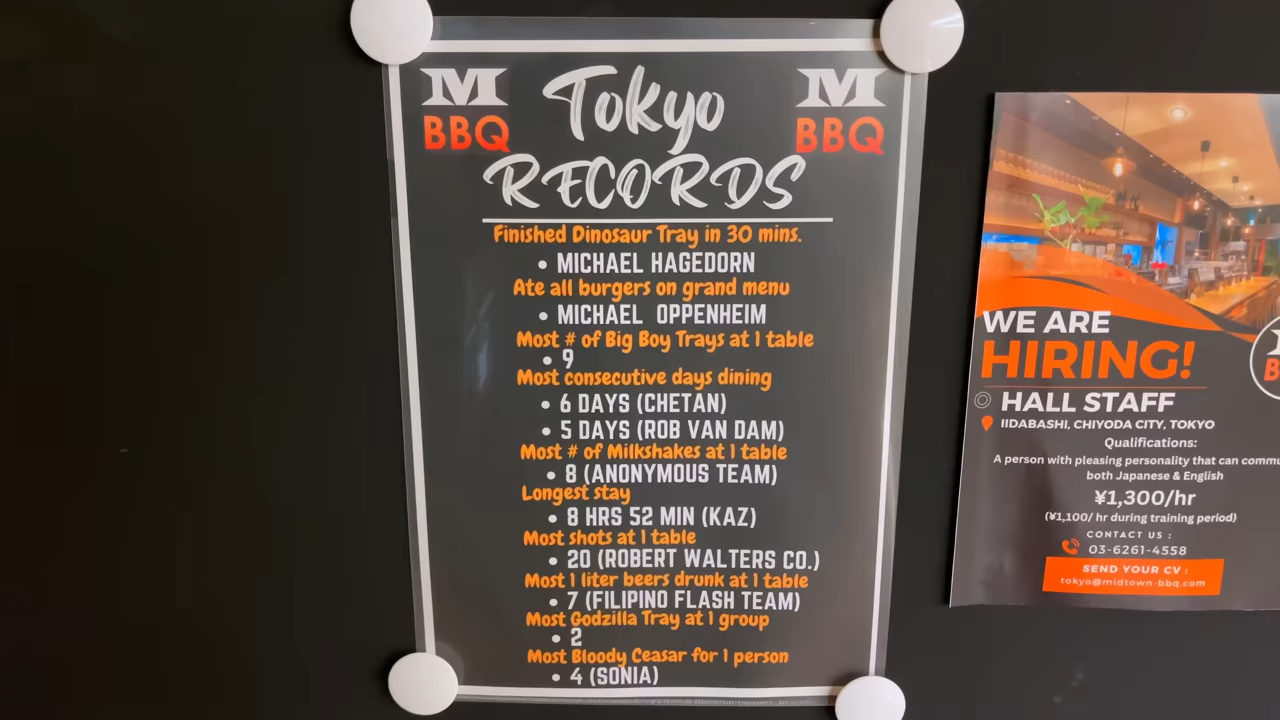 M
BBQ
Tokyo
RECORDS
M
BBQ
Finished Dinosaur Tray in 30 mins.
• MICHAEL HAGEDORN
Ate all burgers on grand menu
• MICHAEL OPPENHEIM
Most # of Big Boy Trays at 1 table
• 9
Most consecutive days dining
• 6 DAYS (CHETAN)
• 5 DAYS (ROB VAN DAM)
Most # of Milkshakes at 1 table
• 8 (ANONYMOUS TEAM)
Longest stay
• 8 HRS 52 MIN (KAZ)
Most shots at 1 table
• 20 (ROBERT WALTERS CO.)
Most 1 liter beers drunk at 1 table
• 7 (FILIPINO FLASH TEAM)
Most Godzilla Tray at 1 group
• 2
Most Bloody Ceasar for 1 person
• 4 (SONIA)
WE ARE
HIRING!
HALL STAFF
IIDABASHI, CHIYODA CITY, TOKYO
Qualifications:
A person with pleasing personality that can
both Japanese & English
¥1,300/hr
(¥1,100/ hr during training period)
CONTACT US :
03-6261-4558
SEND YOUR CV :
tokyo@midtown-bbq.com